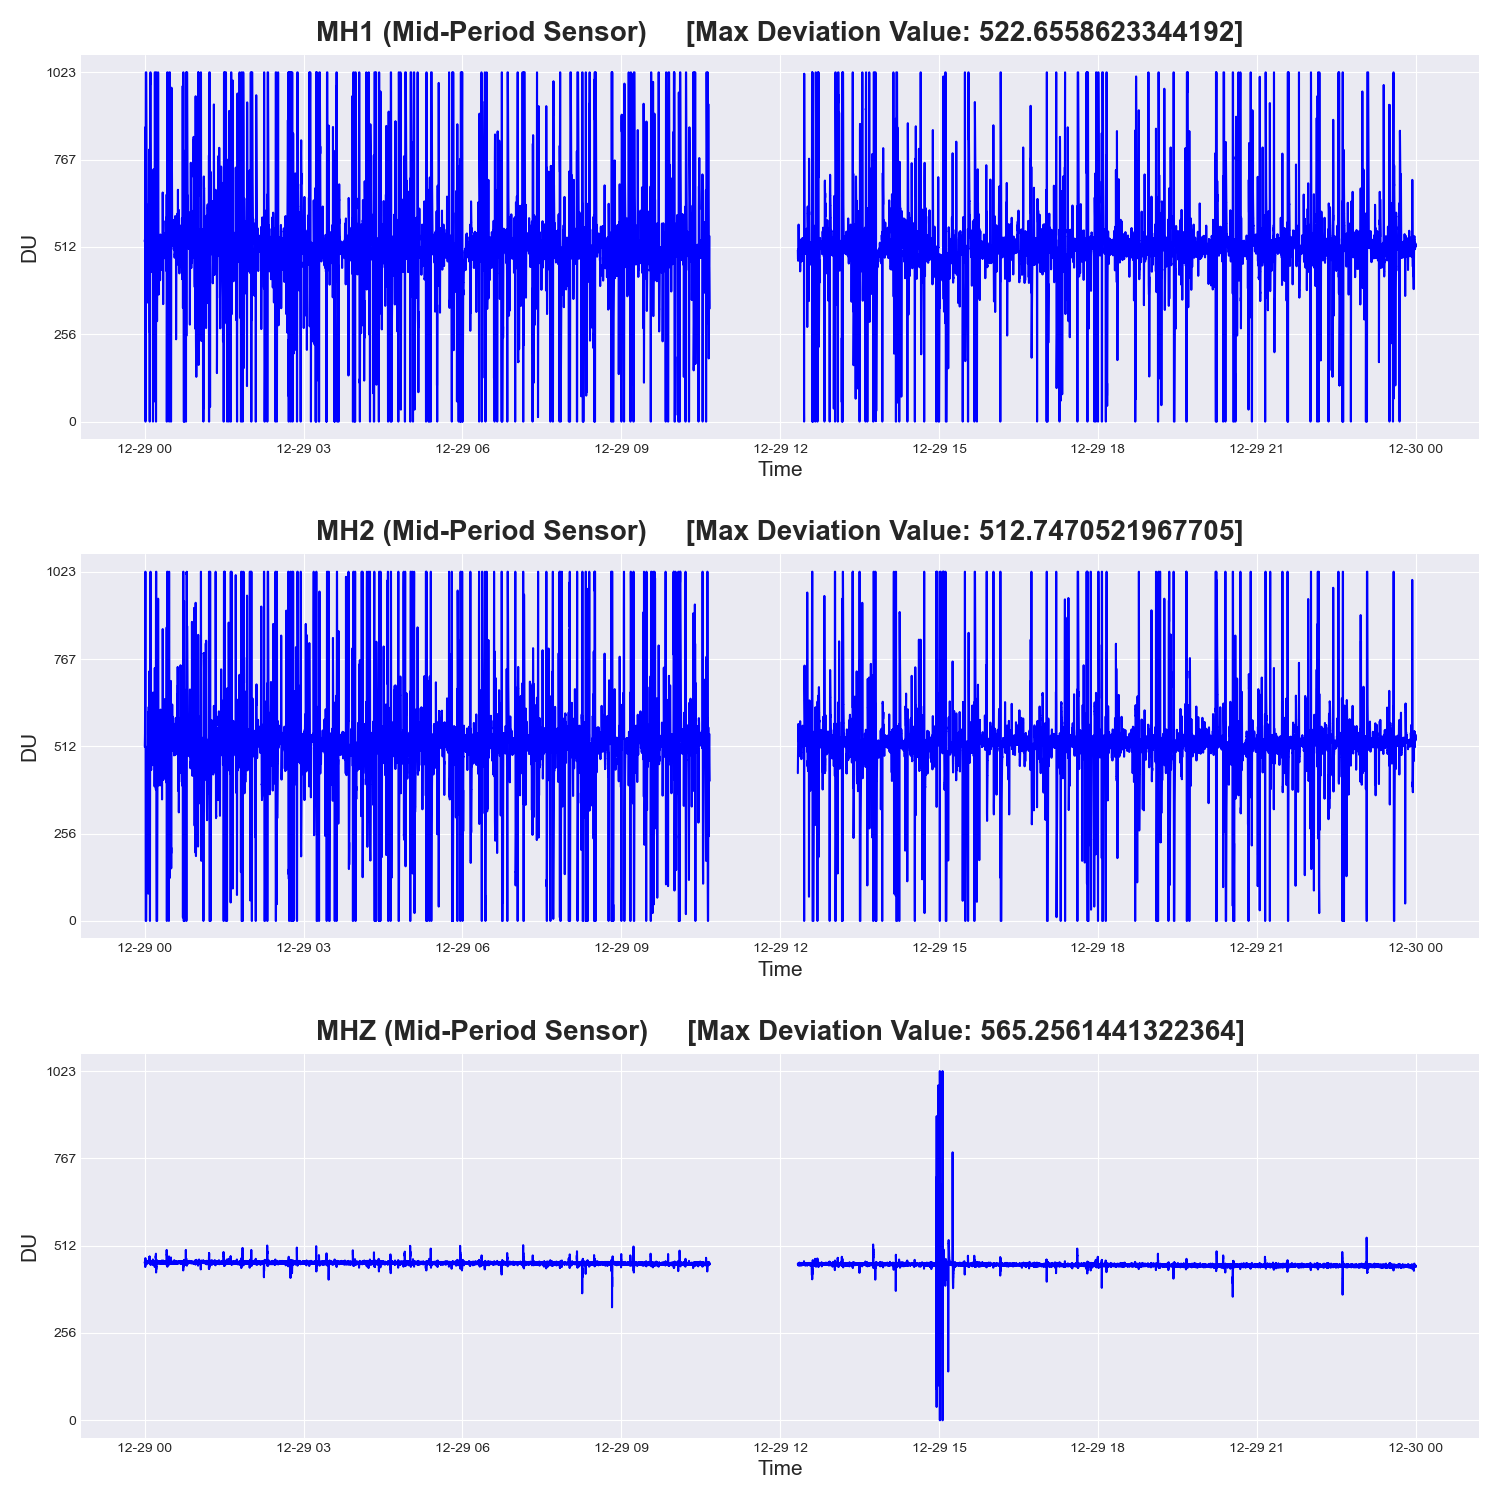 MH1 (Mid-Period Sensor) [Max Deviation Value: 522.6558623344192]
1023
767
512
256
0
DU
12-29 00 12-29 03 12-29 06 12-29 09 12-29 12 12-29 15 12-29 18 12-29 21 12-30 00
Time
MH2 (Mid-Period Sensor) [Max Deviation Value: 512.7470521967705]
1023
767
512
256
0
DU
12-29 00 12-29 03 12-29 06 12-29 09 12-29 12 12-29 15 12-29 18 12-29 21 12-30 00
Time
MHZ (Mid-Period Sensor) [Max Deviation Value: 565.2561441322364]
1023
767
512
256
0
DU
12-29 00 12-29 03 12-29 06 12-29 09 12-29 12 12-29 15 12-29 18 12-29 21 12-30 00
Time